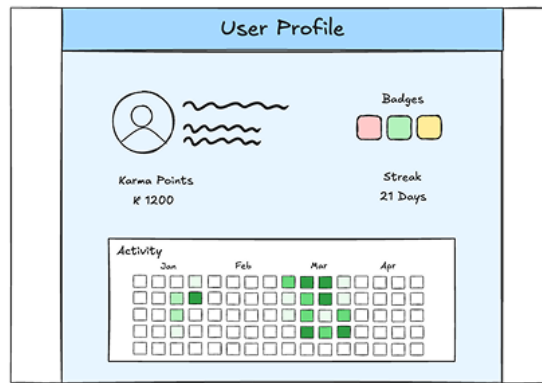 User Profile
Badges
Karma Points
K 1200
Streak
21 Days
Activity
Jan Feb Mar Apr